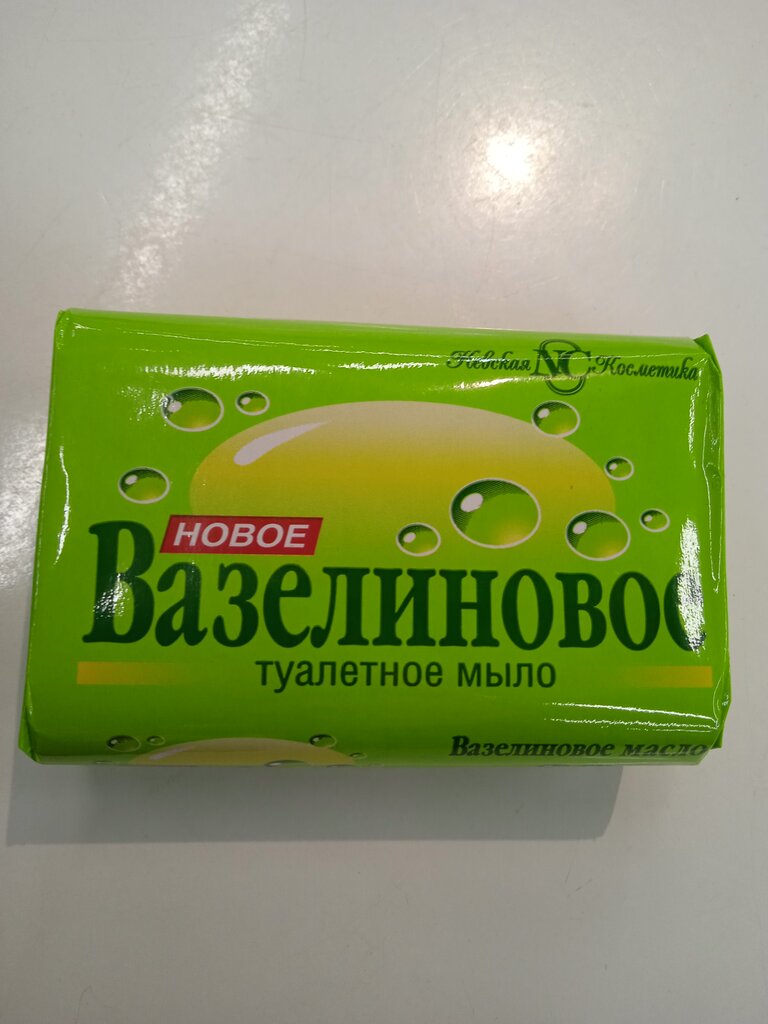 Невская NC Косметика
НОВОЕ
Вазелиновое
туалетное мыло
Вазелиновое масло